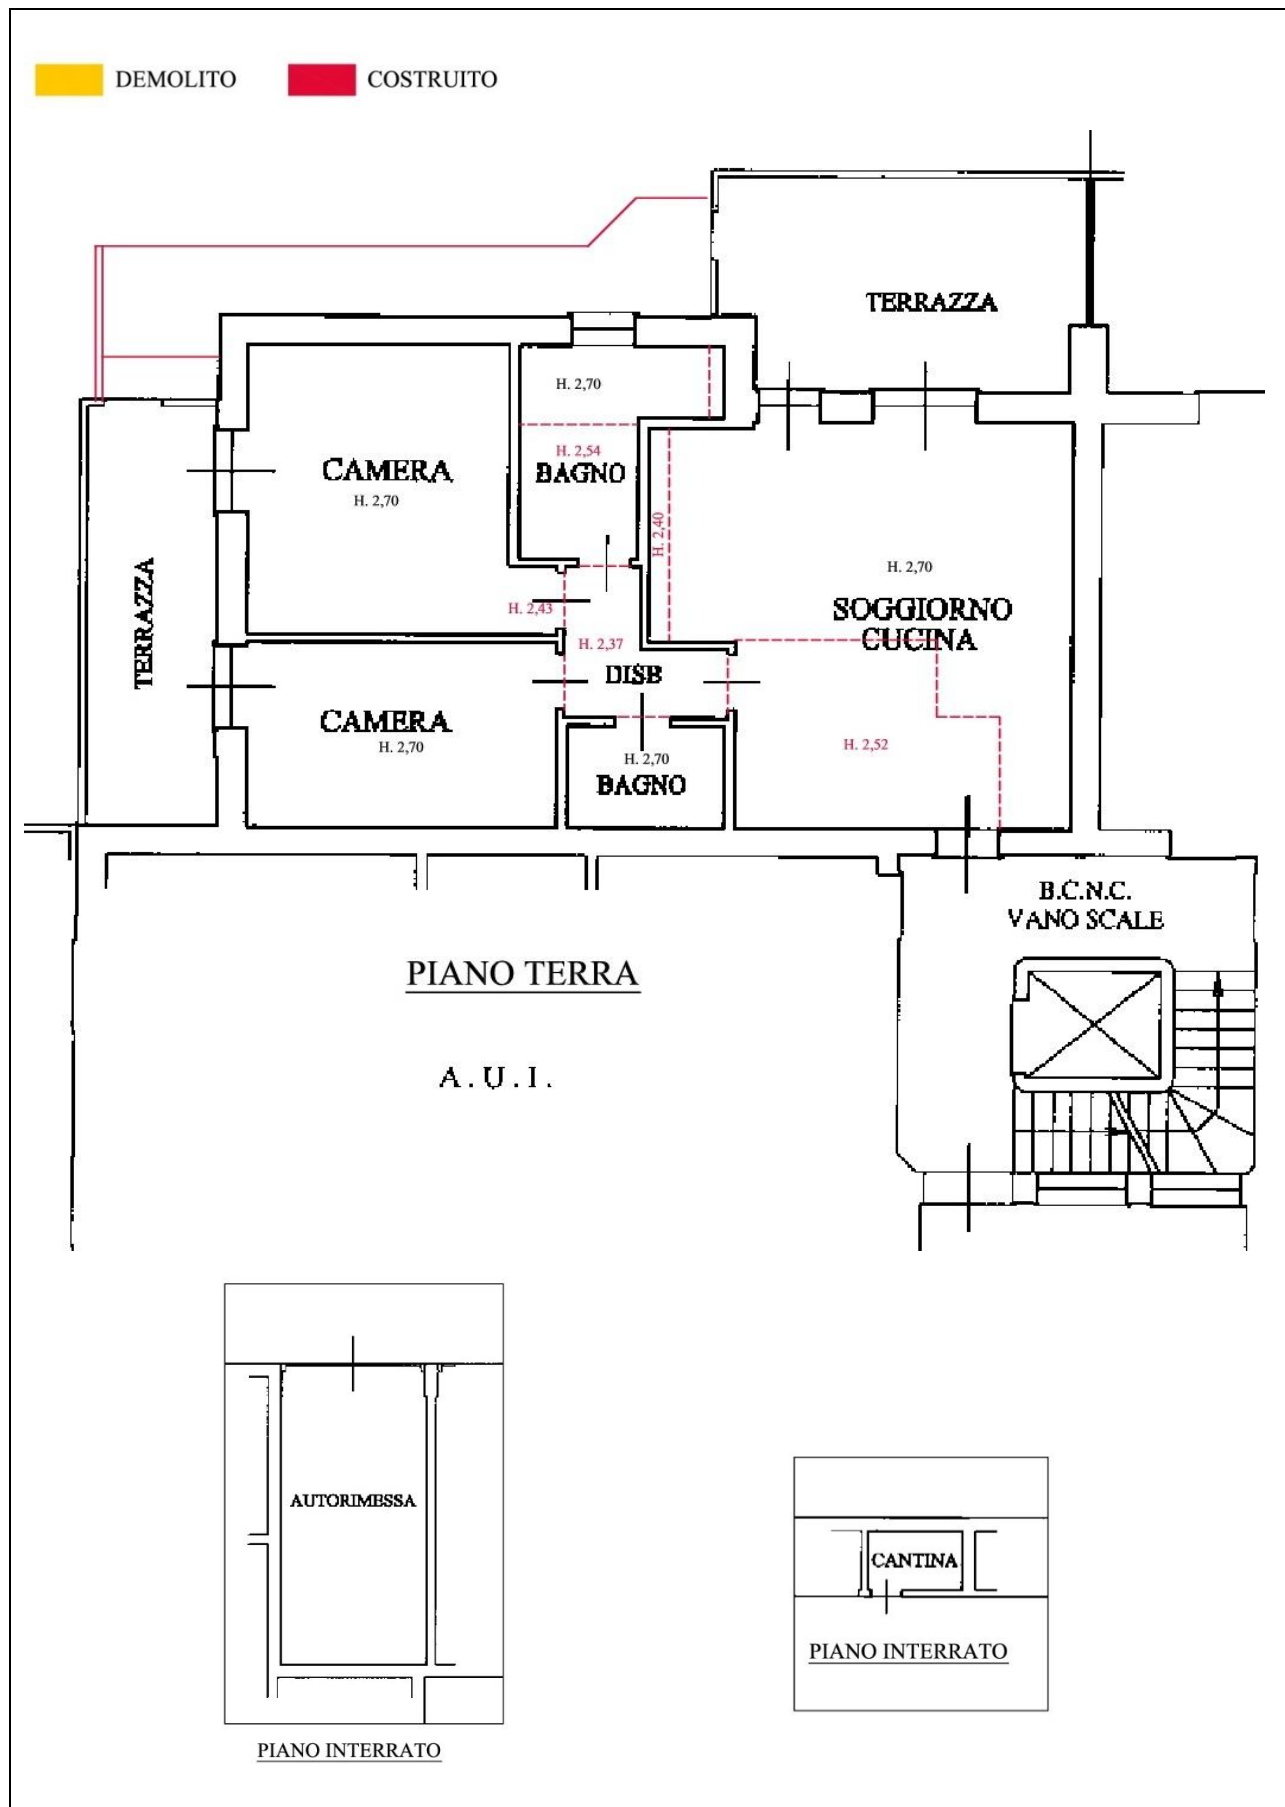 DEMOLITO
COSTRUITO
TERRAZZA
H. 2,70
H. 2,54
BAGNO
CAMERA
H. 2,70
H. 2,40
H. 2,70
SOGGIORNO
CUCINA
TERRAZZA
H. 2,43
H. 2,37
DISB
CAMERA
H. 2,70
H. 2,52
H. 2,70
BAGNO
B.C.N.C.
VANO SCALE
PIANO TERRA
A.U.I.
AUTORIMESSA
PIANO INTERRATO
CANTINA
PIANO INTERRATO